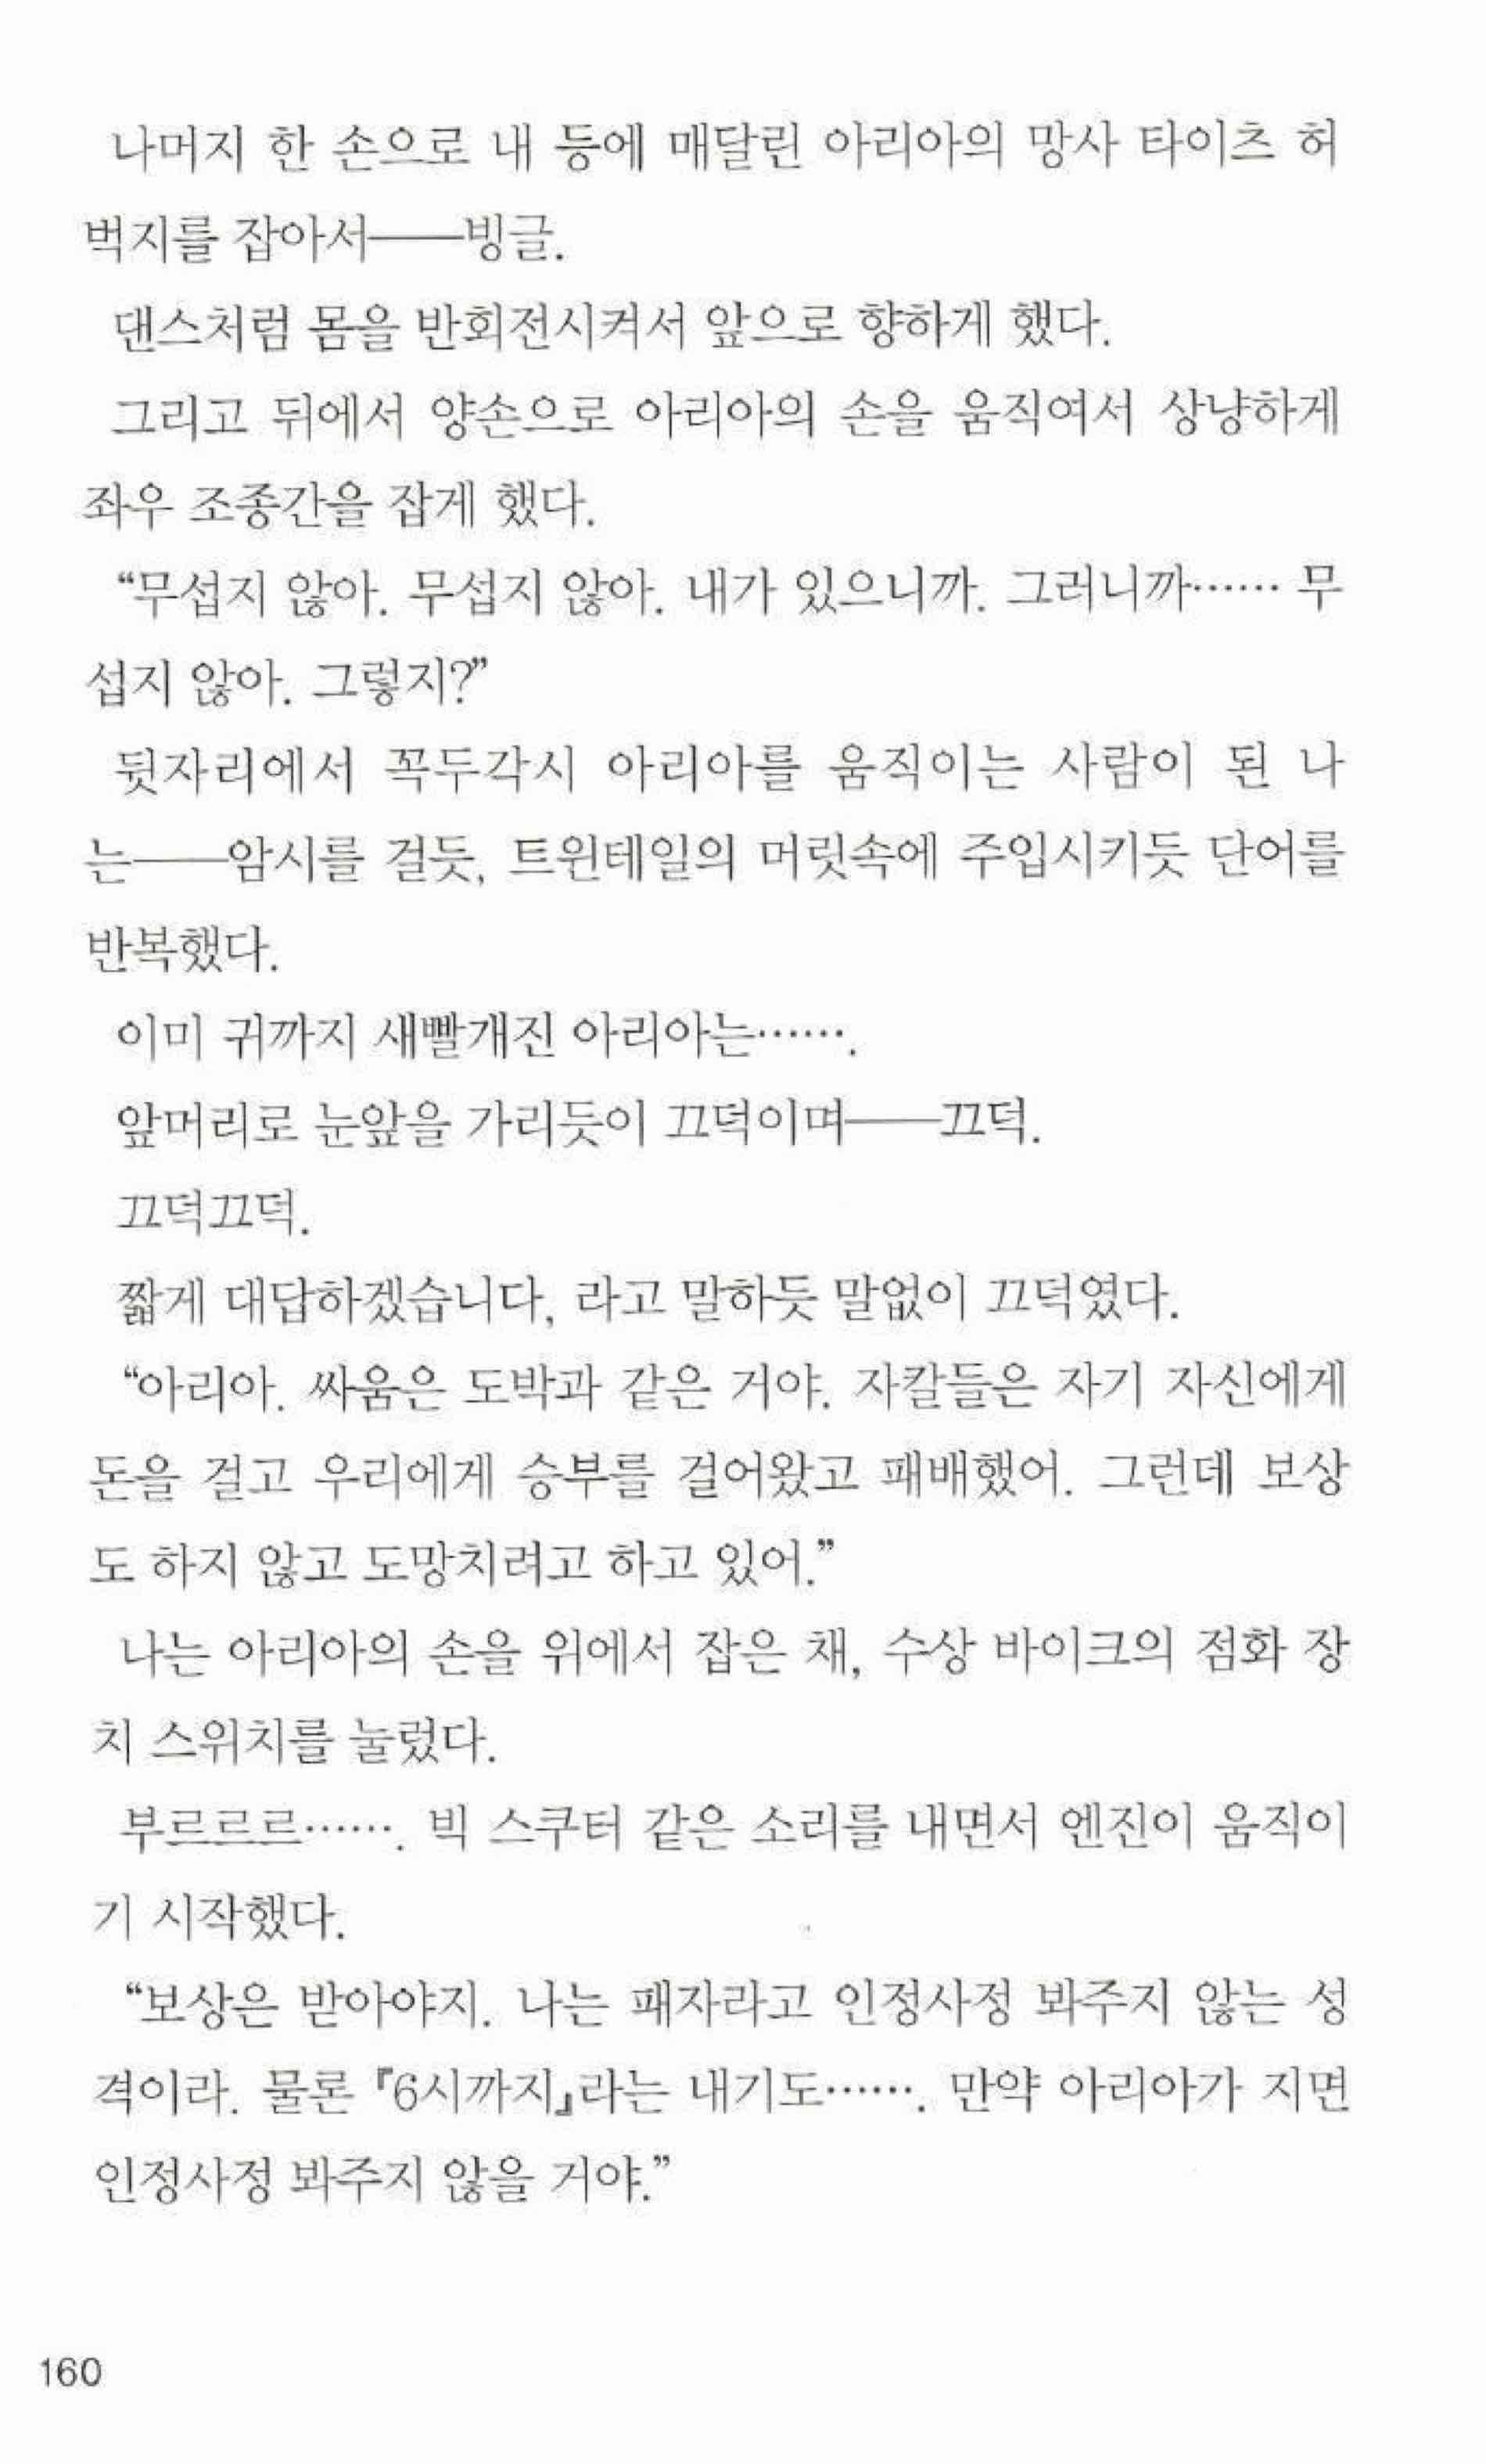 나머지 한 손으로 내 등에 매달린 아리아의 망사 타이츠 허
벅지를 잡아서──빙글.
댄스처럼 몸을 반회전시켜서 앞으로 향하게 했다.
그리고 뒤에서 양손으로 아리아의 손을 움직여서 상냥하게
좌우 조종간을 잡게 했다.
“무섭지 않아. 무섭지 않아. 내가 있으니까. 그러니까…… 무
섭지 않아. 그렇지?”
뒷자리에서 꼭두각시 아리아를 움직이는 사람이 된 나
는──암시를 걸듯, 트윈테일의 머릿속에 주입시키듯 단어를
반복했다.
이미 귀까지 새빨개진 아리아는…….
앞머리로 눈앞을 가리듯이 끄덕이며──끄덕.
끄덕끄덕.
짧게 대답하겠습니다, 라고 말하듯 말없이 끄덕였다.
“아리아. 싸움은 도박과 같은 거야. 자칼들은 자기 자신에게
돈을 걸고 우리에게 승부를 걸어왔고 패배했어. 그런데 보상
도 하지 않고 도망치려고 하고 있어.”
나는 아리아의 손을 위에서 잡은 채, 수상 바이크의 점화 장
치 스위치를 눌렀다.
부르르르……. 빅 스쿠터 같은 소리를 내면서 엔진이 움직이
기 시작했다.
“보상은 받아야지. 나는 패자라고 인정사정 봐주지 않는 성
격이라. 물론 『6시까지』라는 내기도……. 만약 아리아가 지면
인정사정 봐주지 않을 거야.”
160